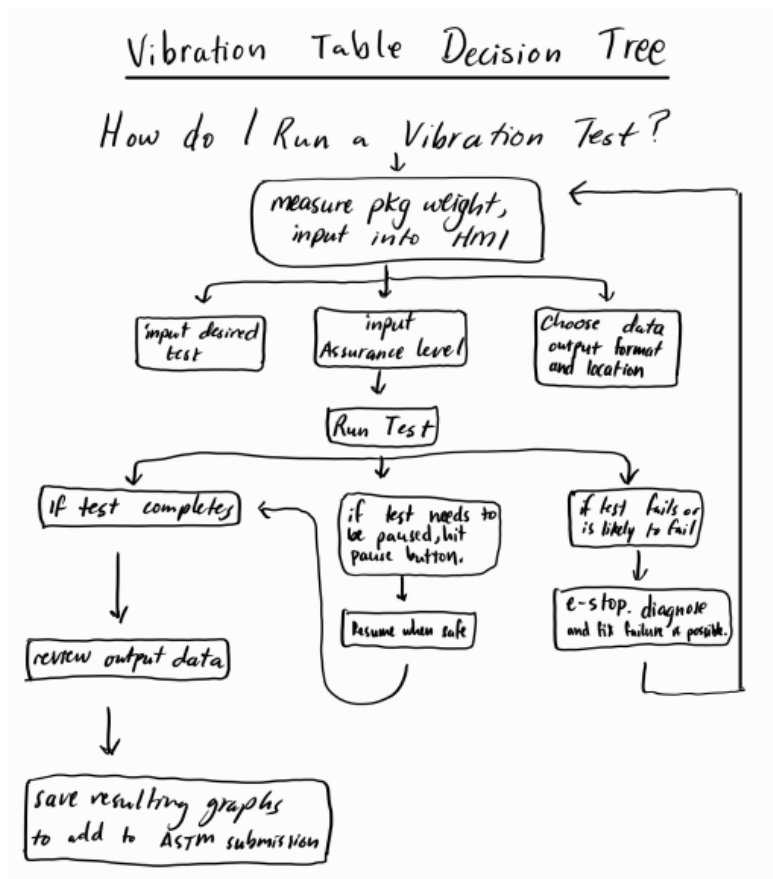 Vibration Table Decision Tree
How do I Run a Vibration Test?
measure pkg weight,
input into HMI
input desired
test
input
Assurance level
Choose data
output format
and location
Run Test
if test completes
if test needs to
be paused, hit
pause button.
if test fails or
is likely to fail
Resume when safe
e-stop. diagnose
and fix failure if possible.
review output data
save resulting graphs
to add to ASTM submission